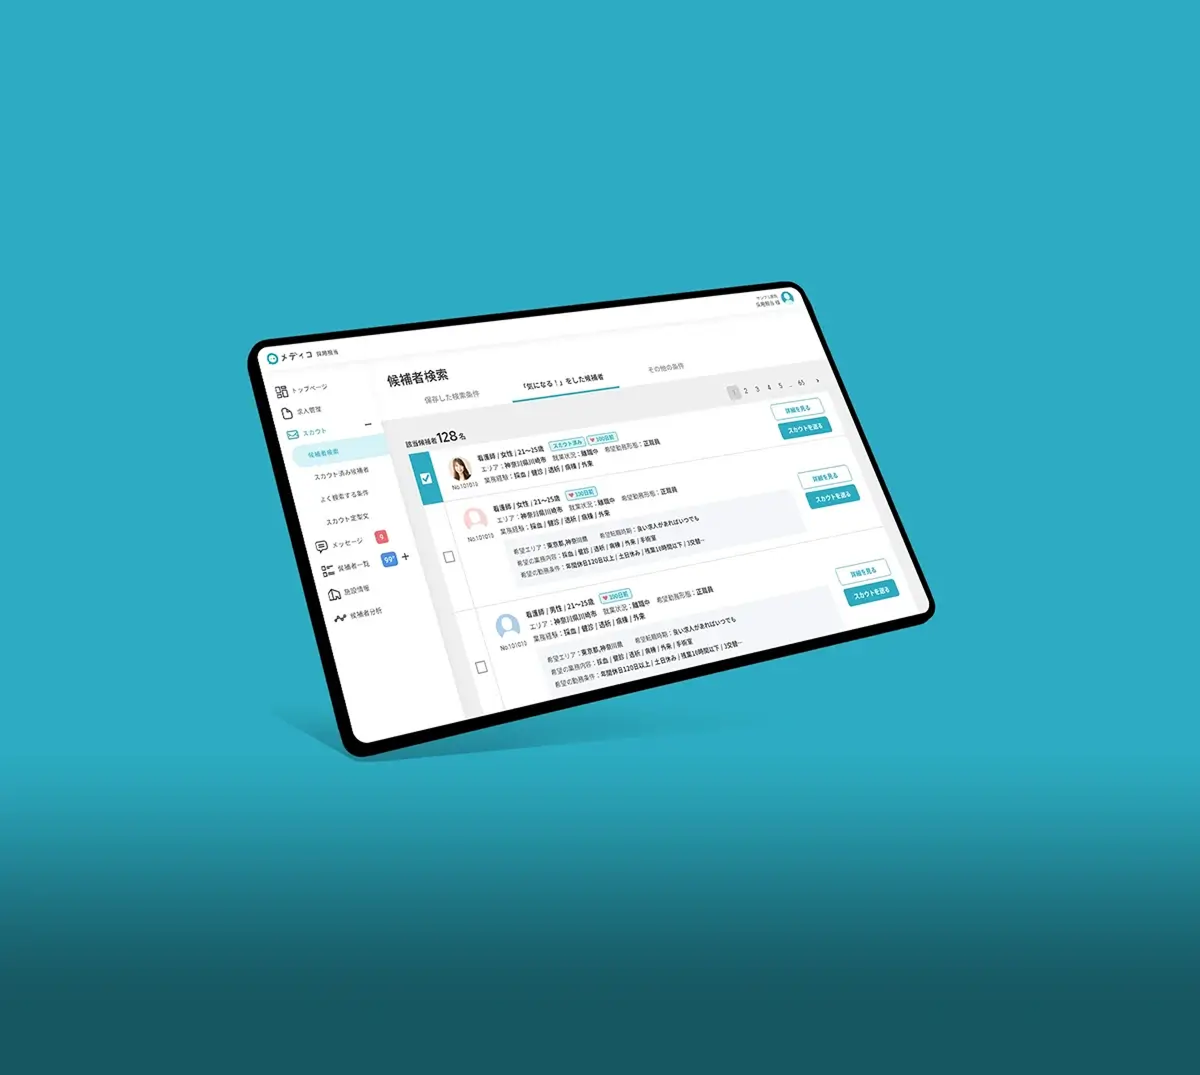 メディコ 採用担当
サンプル病院
採用担当 様
トップページ
求人管理
スカウト
候補者検索
スカウト済み候補者
よく検索する条件
スカウト定型文
メッセージ 9
候補者一覧 99+
施設情報
候補者分析
候補者検索
保存した検索条件 「気になる！」をした候補者 その他の条件
該当候補者128名
1 2 3 4 5 ... 65 ›
看護師 / 女性 / 21〜25歳 スカウト済み 100日前
エリア：神奈川県川崎市 就業状況：離職中 希望勤務形態：正職員
業務経験：採血 / 健診 / 透析 / 病棟 / 外来
No.101010
詳細を見る
スカウトを送る
看護師 / 女性 / 21〜25歳 100日前
エリア：神奈川県川崎市 就業状況：離職中 希望勤務形態：正職員
業務経験：採血 / 健診 / 透析 / 病棟 / 外来
No.101010
希望エリア：東京都,神奈川県 希望転職時期：良い求人があればいつでも
希望の業務内容：採血 / 健診 / 透析 / 病棟 / 外来 / 手術室
希望の勤務条件：年間休日120日以上 / 土日休み / 残業10時間以下 / 3交替…
詳細を見る
スカウトを送る
看護師 / 男性 / 21〜25歳 100日前
エリア：神奈川県川崎市 就業状況：離職中 希望勤務形態：正職員
業務経験：採血 / 健診 / 透析 / 病棟 / 外来
No.101010
希望エリア：東京都,神奈川県 希望転職時期：良い求人があればいつでも
希望の業務内容：採血 / 健診 / 透析 / 病棟 / 外来 / 手術室
希望の勤務条件：年間休日120日以上 / 土日休み / 残業10時間以下 / 3交替…
詳細を見る
スカウトを送る